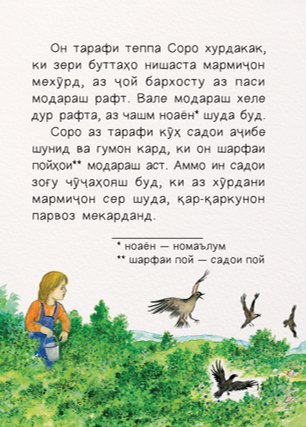 Он тарафи теппа Соро хурдакак,
ки зери буттаҳо нишаста мармиҷон
мехӯрд, аз ҷой бархосту аз паси
модараш рафт. Вале модараш хеле
дур рафта, аз чашм ноаён* шуда буд.
Соро аз тарафи кӯҳ садои аҷибе
шунид ва гумон кард, ки он шарфаи
пойҳои** модараш аст. Аммо ин садои
зоғу чӯҷаҳояш буд, ки аз хӯрдани
мармиҷон сер шуда, қар-қаркунон
парвоз мекарданд.
* ноаён — номаълум
** шарфаи пой — садои пой